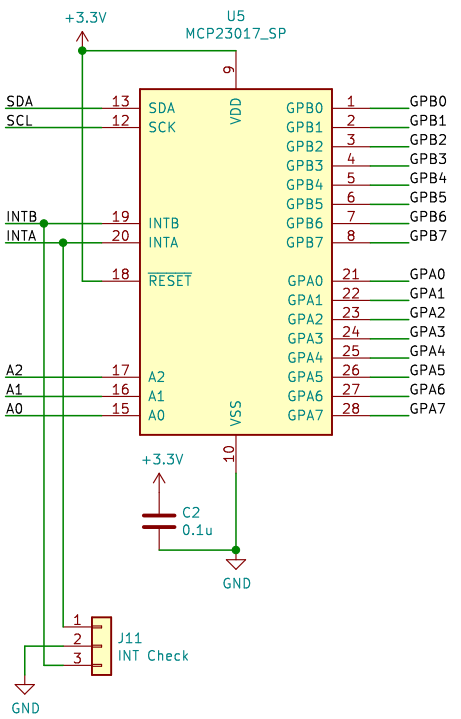 +3.3V
U5
MCP23017_SP
9
VDD
SDA 13 SDA GPB0 1 GPB0
SCL 12 SCK GPB1 2 GPB1
GPB2 3 GPB2
GPB3 4 GPB3
GPB4 5 GPB4
GPB5 6 GPB5
INTB 19 INTB GPB6 7 GPB6
INTA 20 INTA GPB7 8 GPB7
18 RESET GPA0 21 GPA0
GPA1 22 GPA1
GPA2 23 GPA2
GPA3 24 GPA3
GPA4 25 GPA4
A2 17 A2 GPA5 26 GPA5
A1 16 A1 GPA6 27 GPA6
A0 15 A0 GPA7 28 GPA7
VSS
10
+3.3V
C2
0.1u
GND
1
2
3
J11
INT Check
GND